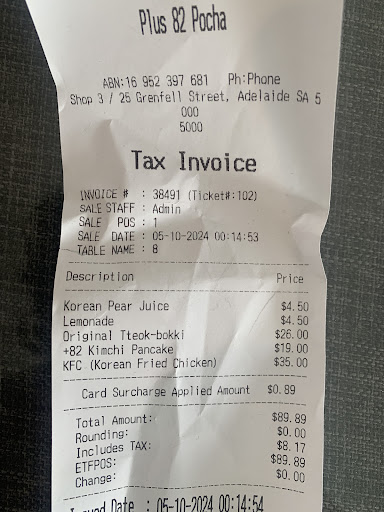 Plus 82 Pocha
ABN:16 952 397 681 Ph:Phone
Shop 3 / 25 Grenfell Street, Adelaide SA 5
000
5000
Tax Invoice
INVOICE # : 38491 (Ticket#:102)
SALE STAFF : Admin
SALE POS : 1
SALE DATE : 05-10-2024 00:14:53
TABLE NAME : 8
Description Price
Korean Pear Juice $4.50
Lemonade $4.50
Original Tteok-bokki $26.00
+82 Kimchi Pancake $19.00
KFC (Korean Fried Chicken) $35.00
Card Surcharge Applied Amount $0.89
Total Amount: $89.89
Rounding: $0.00
Includes TAX: $8.17
ETFPOS: $89.89
Change: $0.00
Issued Date : 05-10-2024 00:14:54